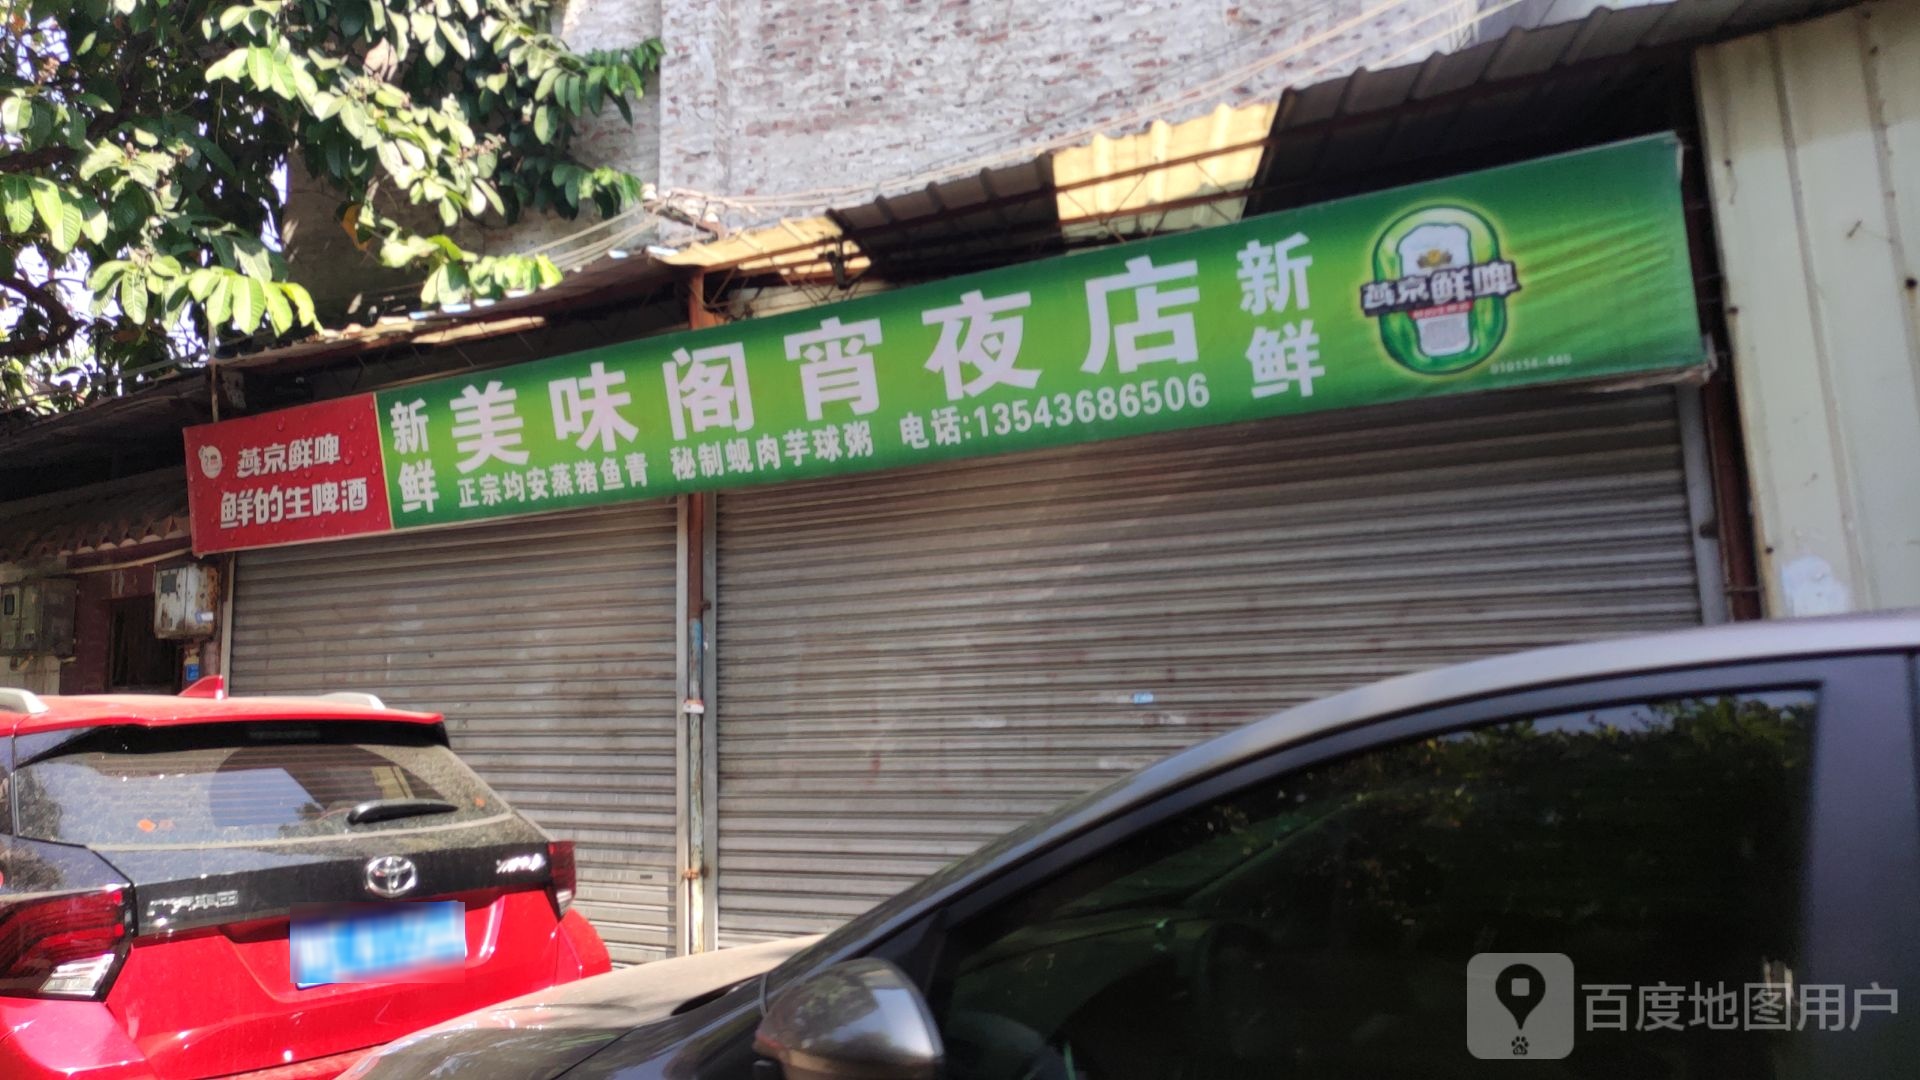 燕京鲜啤
鲜的生啤酒
新鲜
美味阁宵夜店
新鲜
正宗均安蒸猪鱼青 秘制蚬肉芋球粥 电话:13543686506
燕京鲜啤
百度地图用户